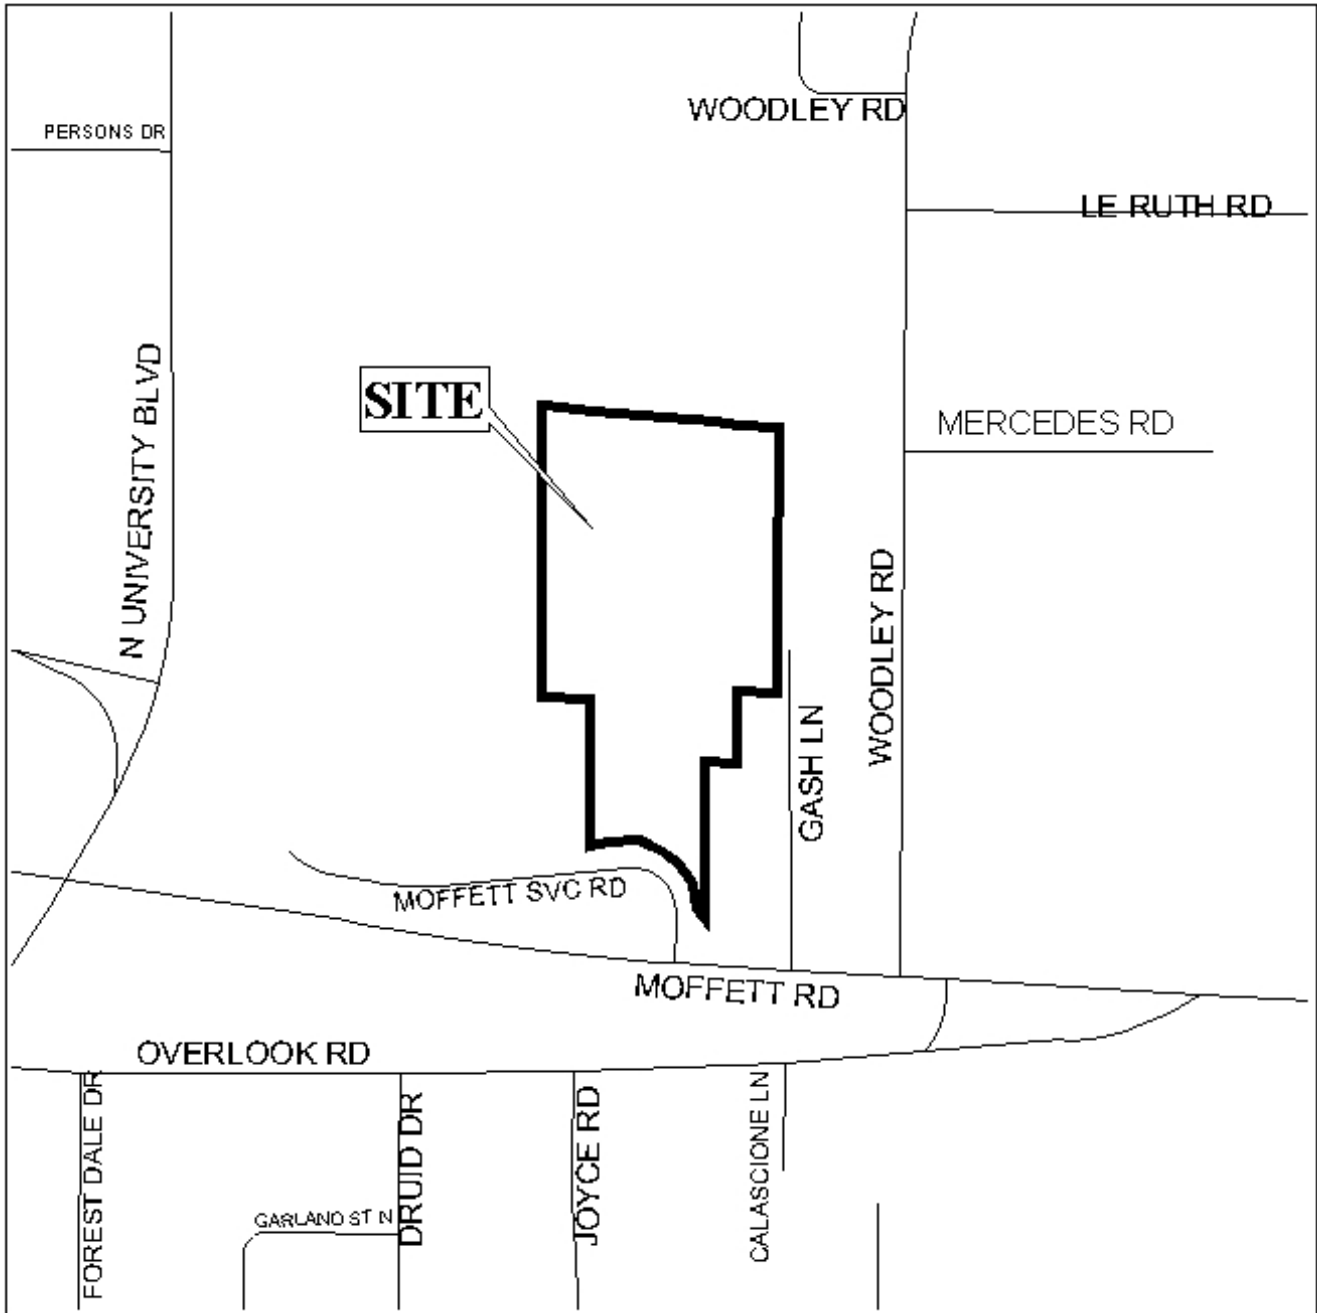 WOODLEY RD
PERSONS DR
LE RUTH RD
N UNIVERSITY BLVD
SITE
MERCEDES RD
WOODLEY RD
GASH LN
MOFFETT SVC RD
MOFFETT RD
OVERLOOK RD
FOREST DALE DR
DRUID DR
JOYCE RD
CALASCIONE LN
GARLAND ST N